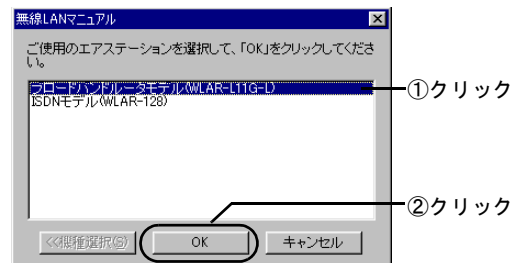 無線LANマニュアル
ご使用のエアステーションを選択して、「OK」をクリックしてくださ
い。
ブロードバンドルータモデル(WLAR-L11G-L)
ISDNモデル(WLAR-128)
①クリック
②クリック
<<機種選択(S)
OK
キャンセル